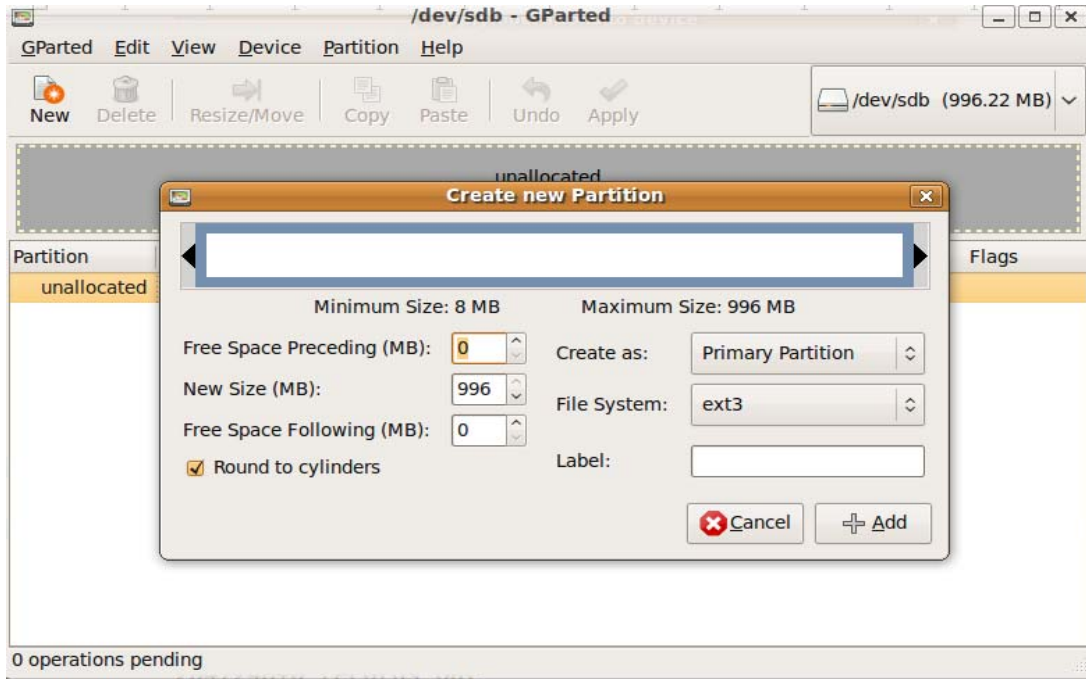 /dev/sdb - GParted
GParted Edit View Device Partition Help
New Delete Resize/Move Copy Paste Undo Apply
/dev/sdb (996.22 MB)
unallocated
Create new Partition
Partition
Flags
unallocated
Minimum Size: 8 MB Maximum Size: 996 MB
Free Space Preceding (MB): 0
Create as: Primary Partition
New Size (MB): 996
File System: ext3
Free Space Following (MB): 0
Round to cylinders
Label:
Cancel Add
0 operations pending